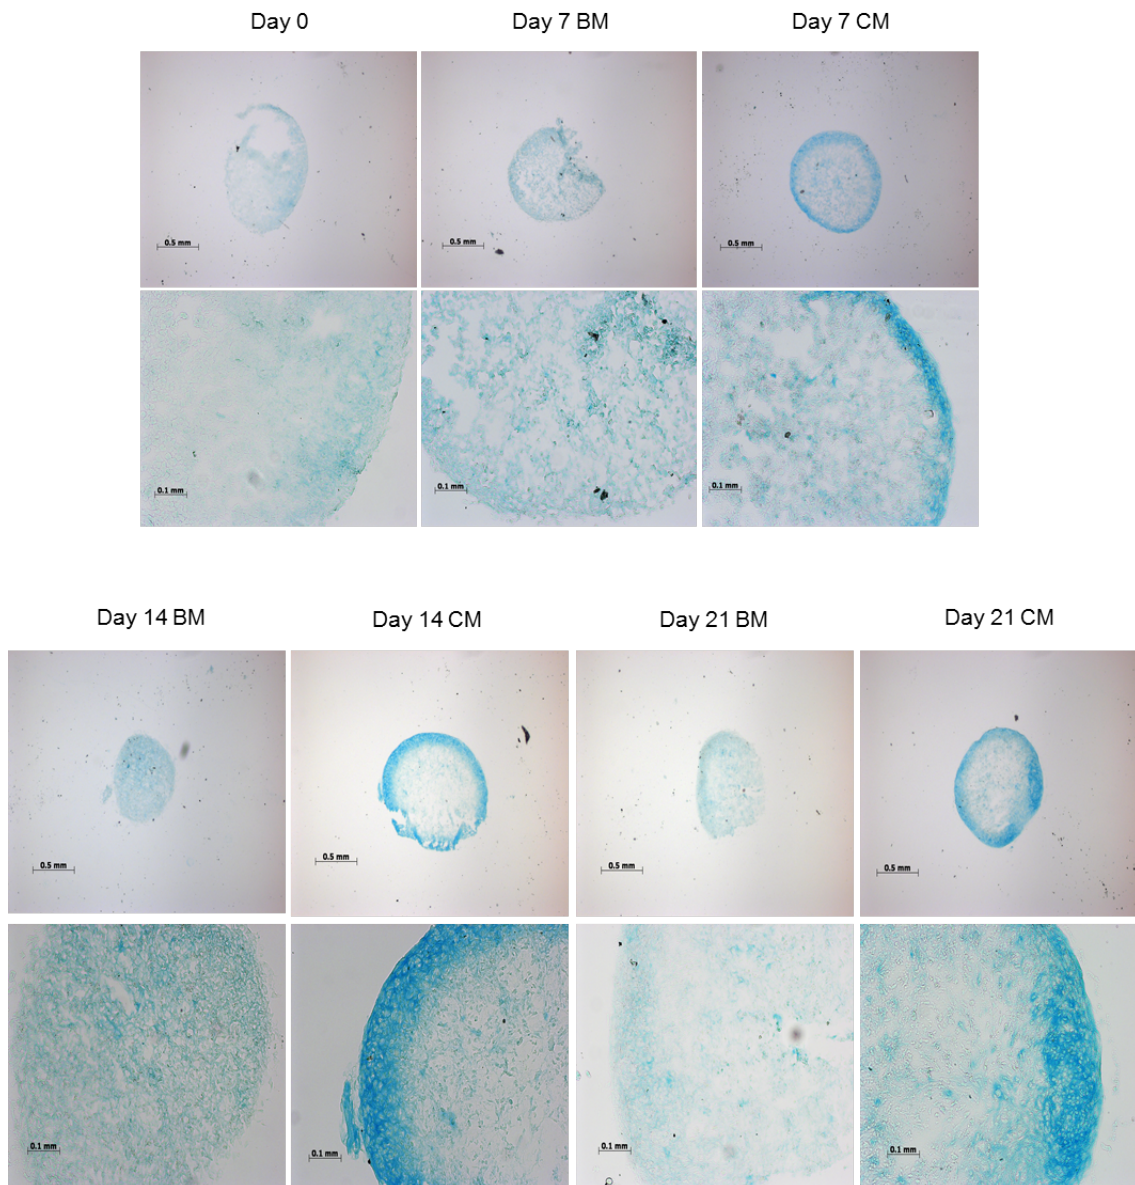 Day 0 Day 7 BM Day 7 CM
0.5 mm 0.5 mm 0.5 mm
0.1 mm 0.1 mm 0.1 mm
Day 14 BM Day 14 CM Day 21 BM Day 21 CM
0.5 mm 0.5 mm 0.5 mm 0.5 mm
0.1 mm 0.1 mm 0.1 mm 0.1 mm